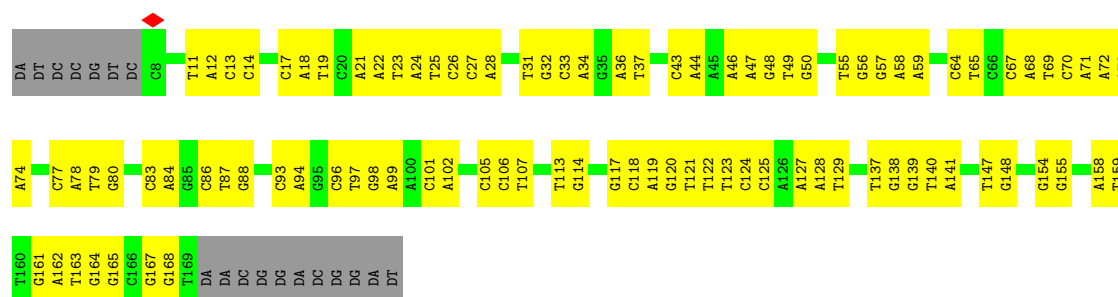 DA DT DC DC DG DT DC C8 T11 A12 C13 C14 C17 A18 T19 C20 A21 A22 T23 A24 T25 C26 C27 A28 T31 G32 C33 A34 G35 A36 T37 C43 A44 A45 A46 A47 G48 T49 G50 T55 G56 G57 A58 A59 C64 T65 C66 C67 A68 T69 C70 A71 A72
A74 C77 A78 T79 G80 C83 A84 G85 C86 T87 G88 C93 A94 G95 C96 T97 G98 A99 A100 C101 A102 C105 C106 T107 T113 G114 G117 C118 A119 G120 T121 T122 T123 C124 C125 A126 A127 A128 T129 T137 G138 G139 T140 A141 T147 G148 G154 G155 A158 T159
T160 G161 A162 T163 G164 G165 C166 G167 G168 T169 DA DA DC DG DG DA DC DG DG DA DT